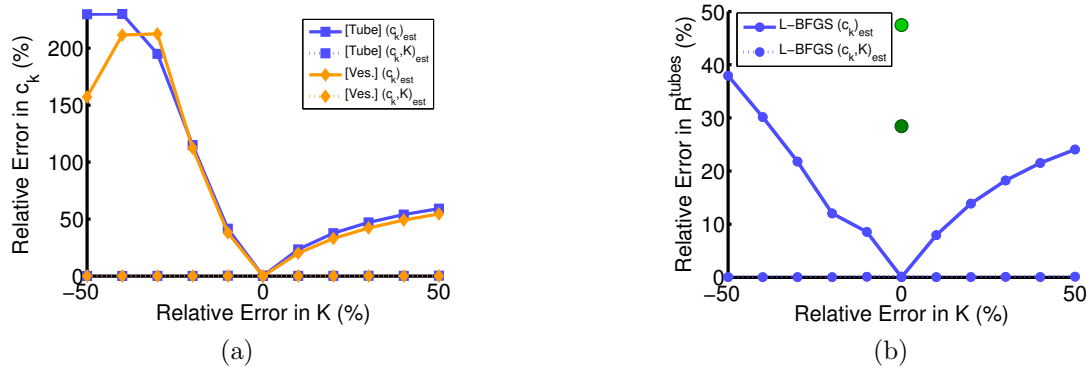 200
150
100
50
0
−50
0
50
Relative Error in c_k (%)
Relative Error in K (%)
[Tube] (c_k)_est
[Tube] (c_k,K)_est
[Ves.] (c_k)_est
[Ves.] (c_k,K)_est
(a)
50
40
30
20
10
0
−50
0
50
Relative Error in R^tubes (%)
Relative Error in K (%)
L−BFGS (c_k)_est
L−BFGS (c_k,K)_est
(b)